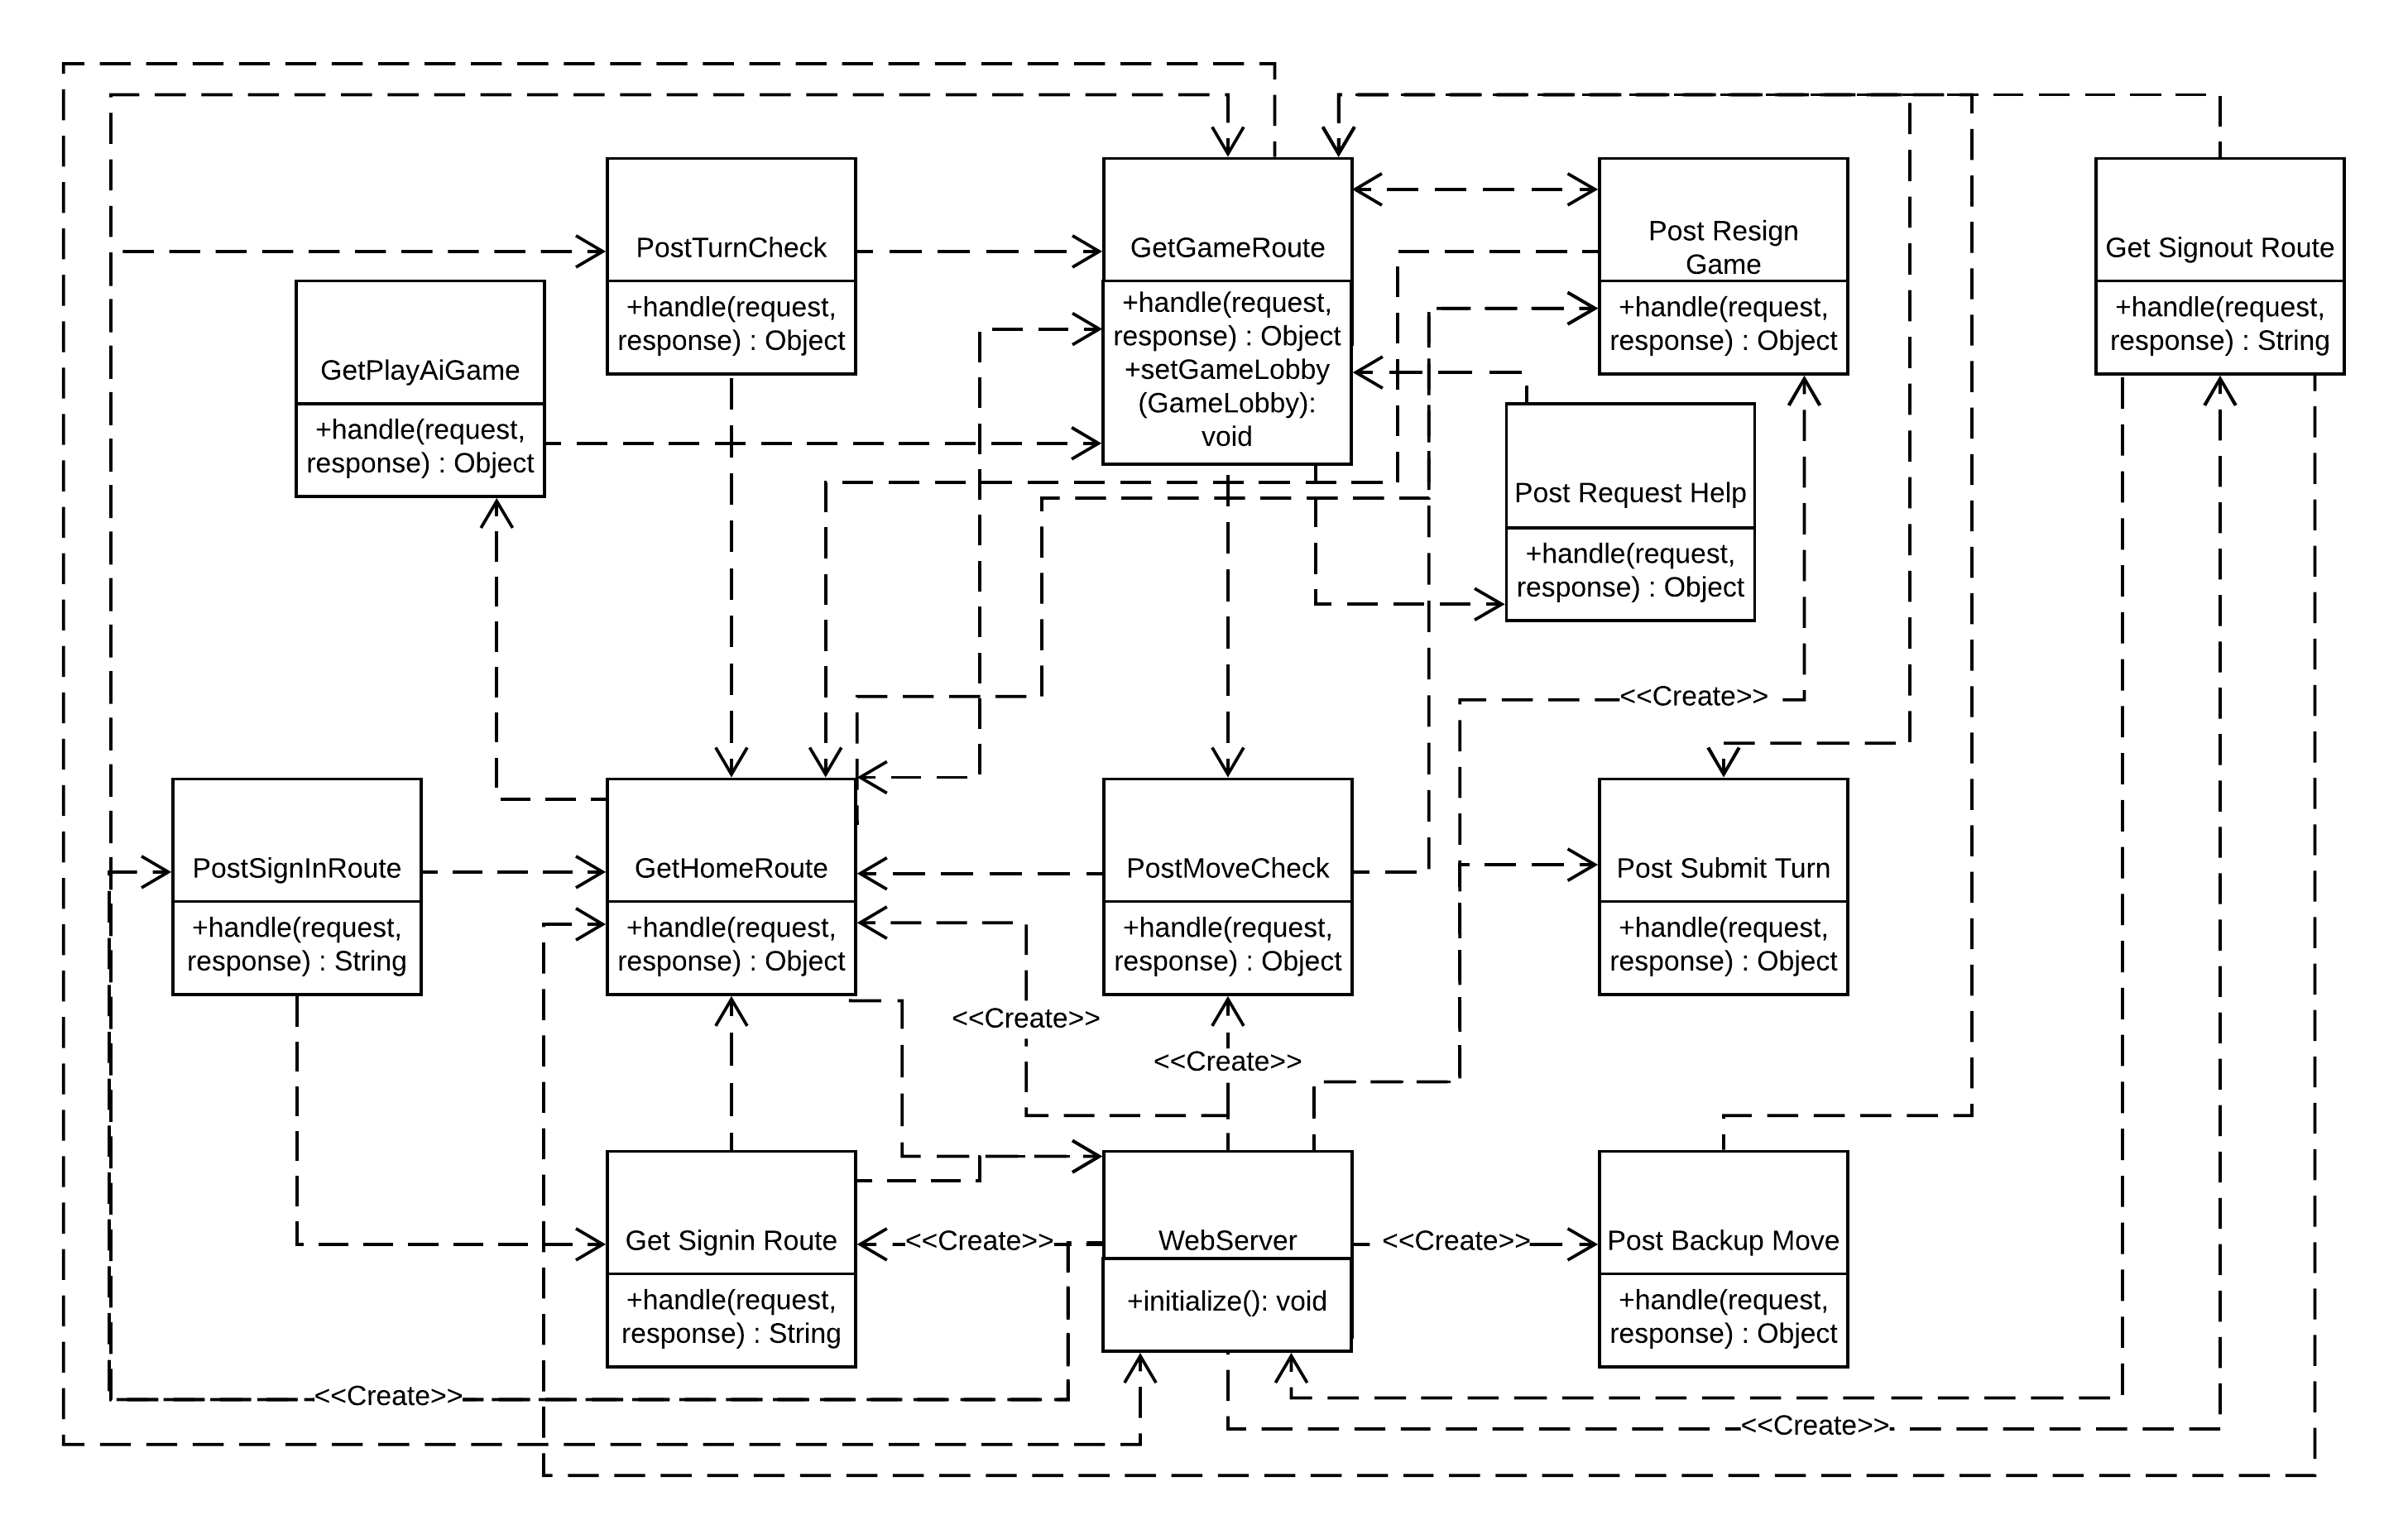 PostTurnCheck
+handle(request,
response) : Object
GetGameRoute
+handle(request,
response) : Object
+setGameLobby
(GameLobby):
void
Post Resign
Game
+handle(request,
response) : Object
Get Signout Route
+handle(request,
response) : String
GetPlayAiGame
+handle(request,
response) : Object
Post Request Help
+handle(request,
response) : Object
<<Create>>
PostSignInRoute
+handle(request,
response) : String
GetHomeRoute
+handle(request,
response) : Object
PostMoveCheck
+handle(request,
response) : Object
Post Submit Turn
+handle(request,
response) : Object
<<Create>>
<<Create>>
Get Signin Route
+handle(request,
response) : String
<<Create>>
WebServer
+initialize(): void
<<Create>>
Post Backup Move
+handle(request,
response) : Object
<<Create>>
<<Create>>